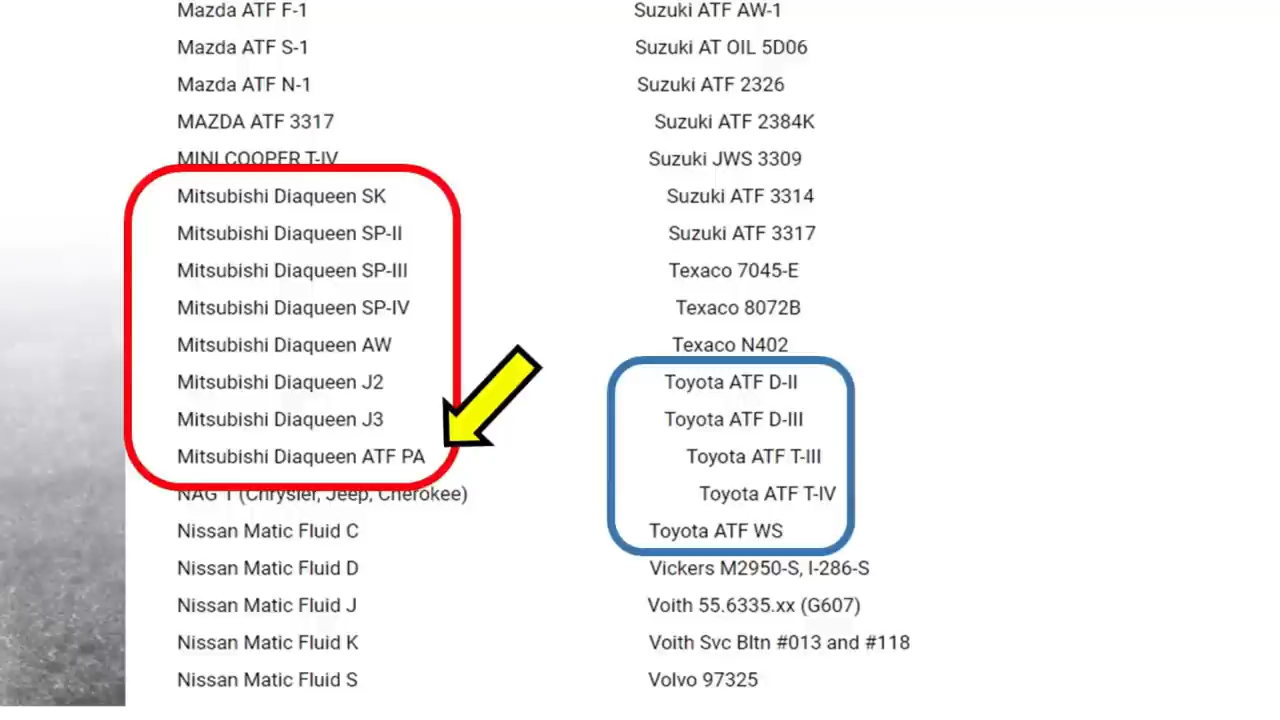 Mazda ATF F-1
Mazda ATF S-1
Mazda ATF N-1
MAZDA ATF 3317
MINI COOPER T-IV
Mitsubishi Diaqueen SK
Mitsubishi Diaqueen SP-II
Mitsubishi Diaqueen SP-III
Mitsubishi Diaqueen SP-IV
Mitsubishi Diaqueen AW
Mitsubishi Diaqueen J2
Mitsubishi Diaqueen J3
Mitsubishi Diaqueen ATF PA
NAG 1 (Chrysler, Jeep, Cherokee)
Nissan Matic Fluid C
Nissan Matic Fluid D
Nissan Matic Fluid J
Nissan Matic Fluid K
Nissan Matic Fluid S
Suzuki ATF AW-1
Suzuki AT OIL 5D06
Suzuki ATF 2326
Suzuki ATF 2384K
Suzuki JWS 3309
Suzuki ATF 3314
Suzuki ATF 3317
Texaco 7045-E
Texaco 8072B
Texaco N402
Toyota ATF D-II
Toyota ATF D-III
Toyota ATF T-III
Toyota ATF T-IV
Toyota ATF WS
Vickers M2950-S, I-286-S
Voith 55.6335.xx (G607)
Voith Svc Bltn #013 and #118
Volvo 97325